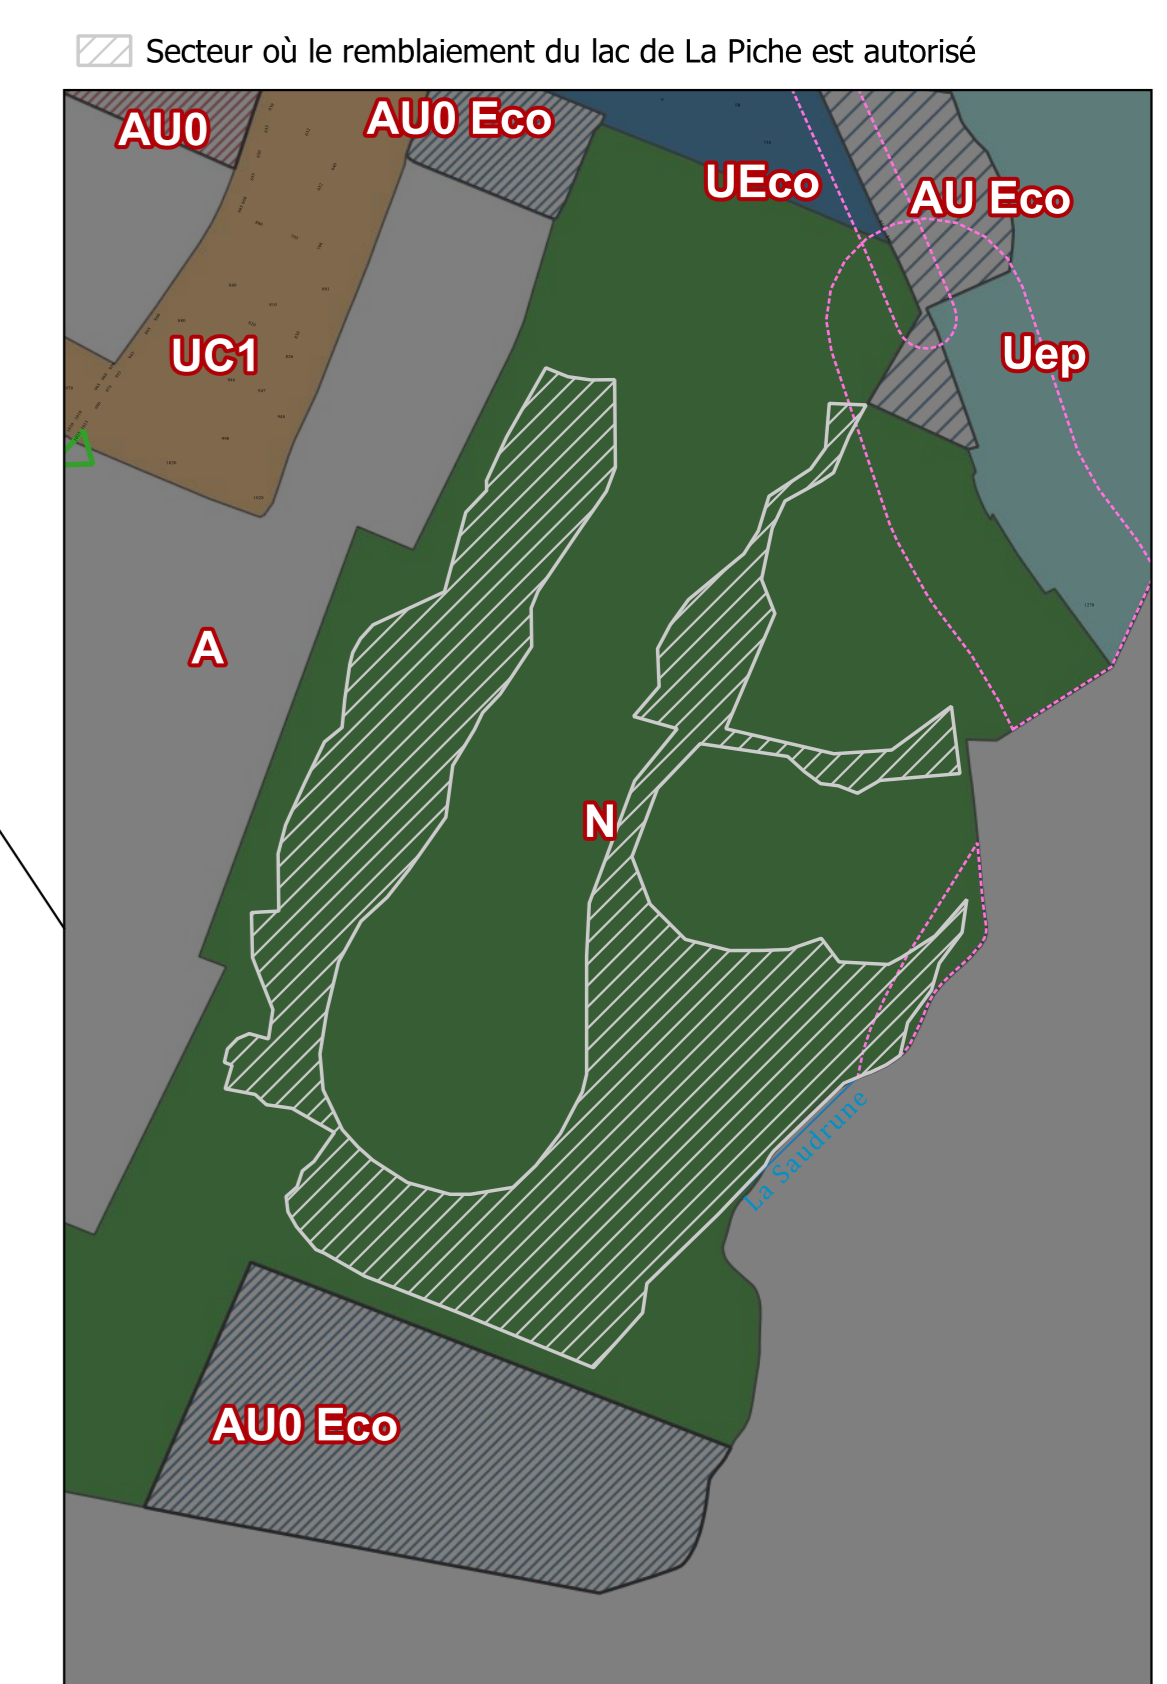 Secteur où le remblaiement du lac de La Piche est autorisé
AU0
AU0 Eco
UEco
AU Eco
UC1
Uep
A
N
La Saudrune
AU0 Eco